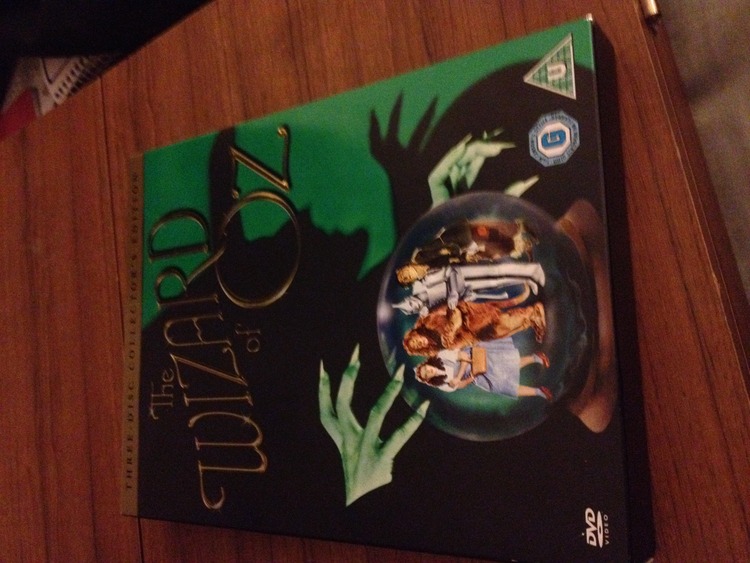 THREE-DISC COLLECTOR'S EDITION
The
WIZARD
of
OZ
U
G
DVD
VIDEO